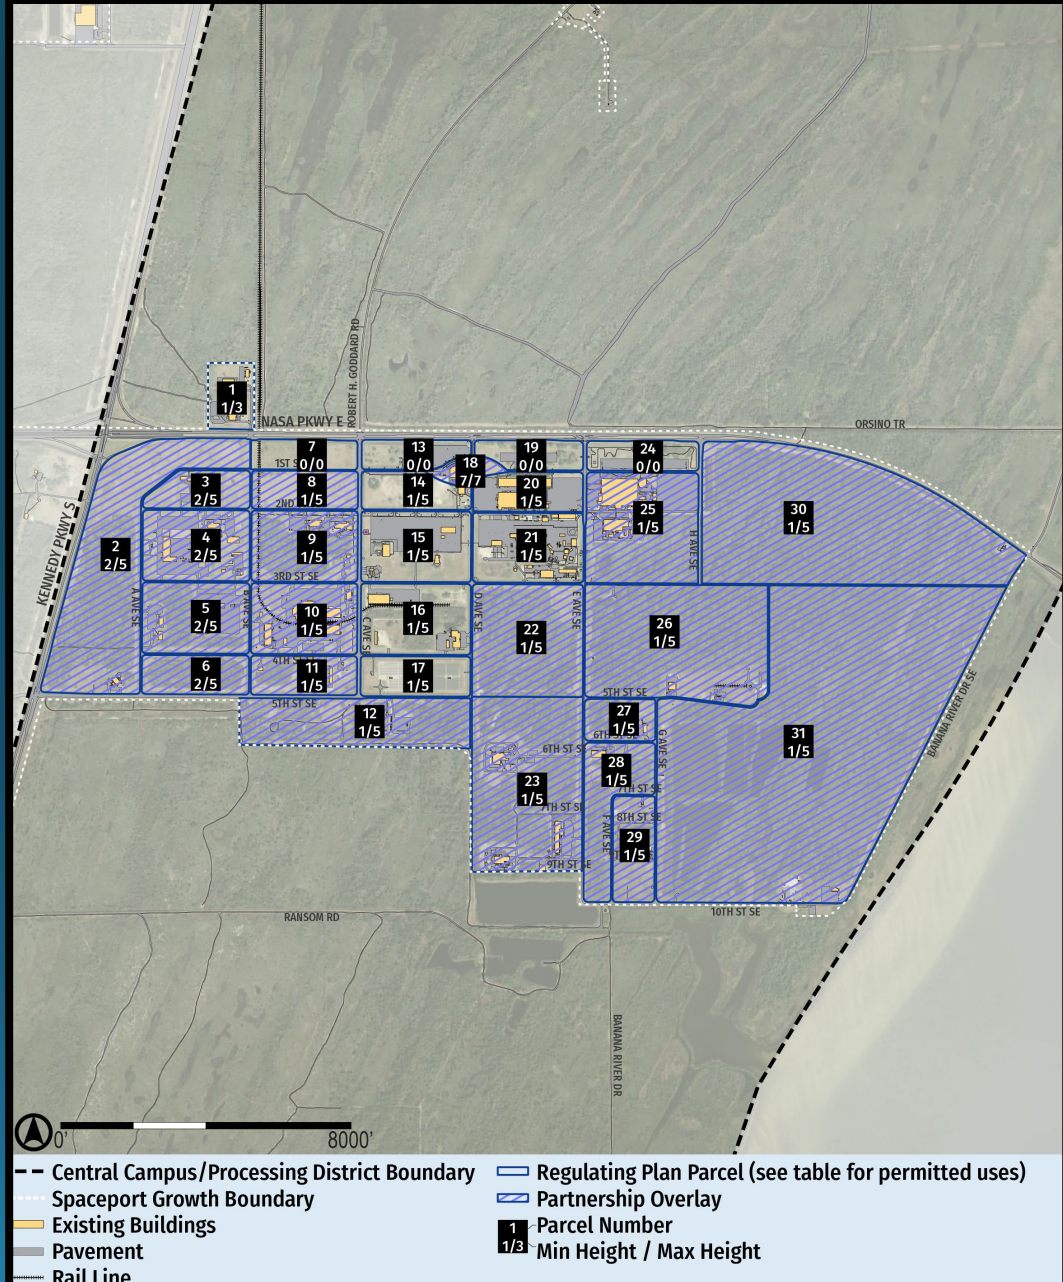 1
1/3
ROBERT H. GODDARD RD
NASA PKWY E
ORSINO TR
KENNEDY PKWY S
7
0/0
13
0/0
18
7/7
19
0/0
24
0/0
1ST S
3
2/5
8
1/5
14
1/5
20
1/5
2ND
25
1/5
30
1/5
2
2/5
4
2/5
9
1/5
15
1/5
21
1/5
H AVE SE
3RD ST SE
A AVE SE
B AVE SE
C AVE SE
D AVE SE
E AVE SE
5
2/5
10
1/5
16
1/5
22
1/5
26
1/5
4TH ST SE
6
2/5
11
1/5
17
1/5
5TH ST SE
5TH ST SE
12
1/5
27
1/5
6TH ST SE
6TH ST SE
G AVE SE
31
1/5
BANANA RIVER DR SE
23
1/5
28
1/5
7TH ST SE
7TH ST SE
8TH ST SE
F AVE SE
29
1/5
9TH ST SE
10TH ST SE
RANSOM RD
BANANA RIVER DR
0'
8000'
Central Campus/Processing District Boundary
Spaceport Growth Boundary
Existing Buildings
Pavement
Rail Line
Regulating Plan Parcel (see table for permitted uses)
Partnership Overlay
1
1/3
Parcel Number
Min Height / Max Height